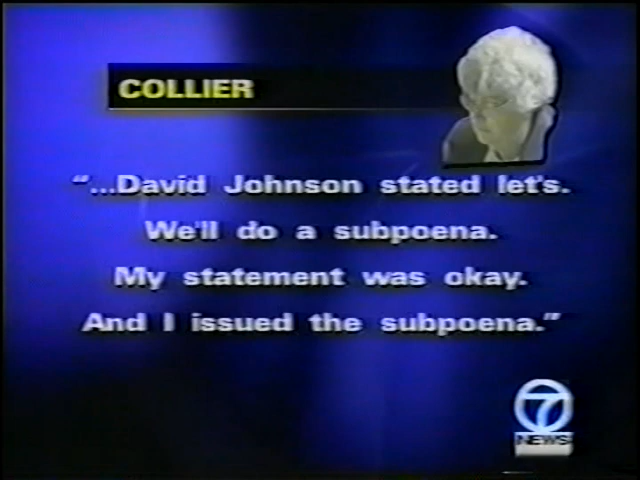 COLLIER
“...David Johnson stated let's.
We'll do a subpoena.
My statement was okay.
And I issued the subpoena.”
7
NEWS